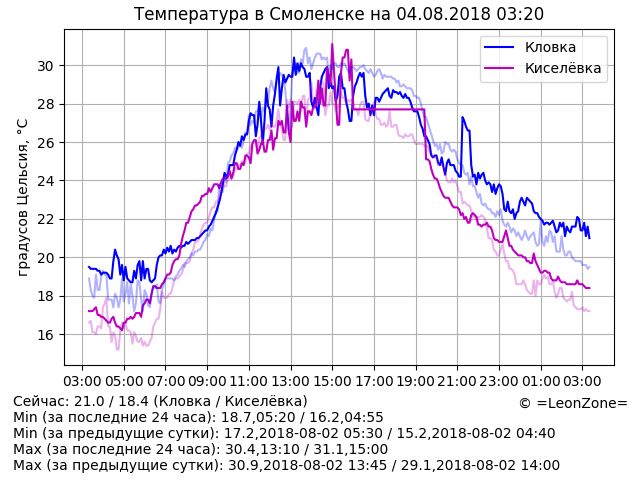 Температура в Смоленске на 04.08.2018 03:20
Кловка
Киселёвка
градусов Цельсия, °C
30
28
26
24
22
20
18
16
03:00 05:00 07:00 09:00 11:00 13:00 15:00 17:00 19:00 21:00 23:00 01:00 03:00
Сейчас: 21.0 / 18.4 (Кловка / Киселёвка)
© =LeonZone=
Min (за последние 24 часа): 18.7,05:20 / 16.2,04:55
Min (за предыдущие сутки): 17.2,2018-08-02 05:30 / 15.2,2018-08-02 04:40
Max (за последние 24 часа): 30.4,13:10 / 31.1,15:00
Max (за предыдущие сутки): 30.9,2018-08-02 13:45 / 29.1,2018-08-02 14:00